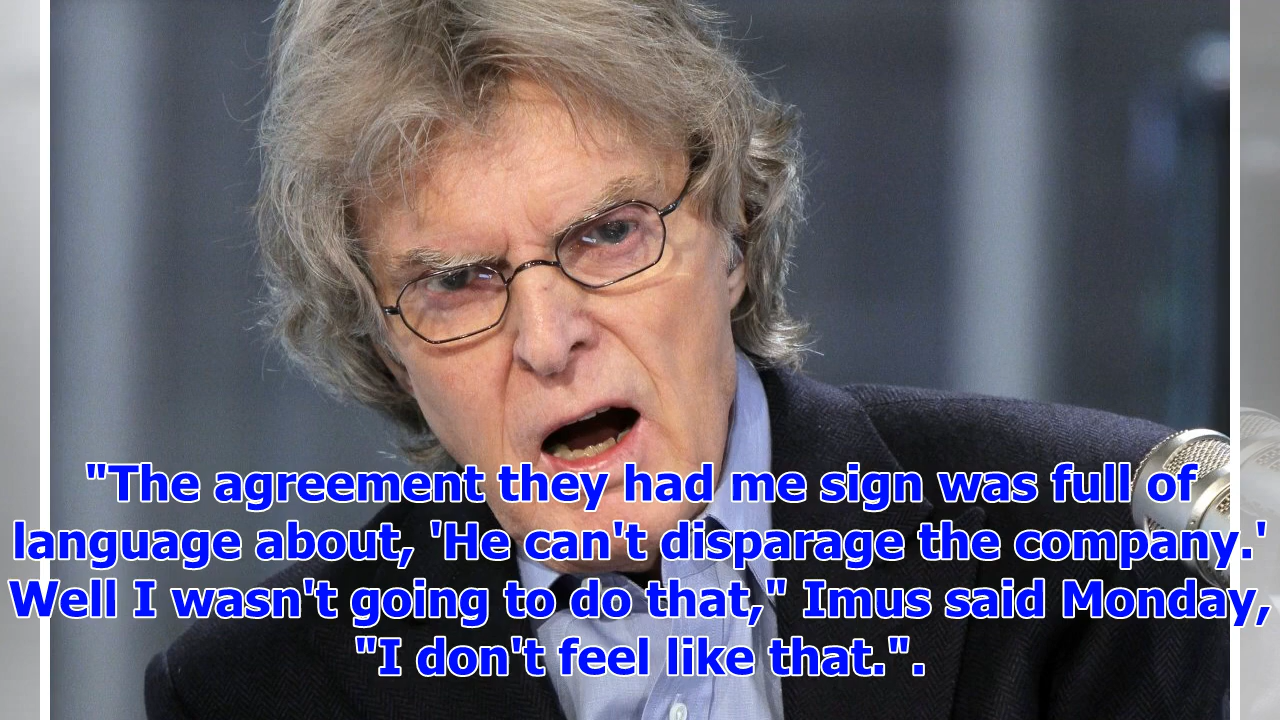 "The agreement they had me sign was full of
language about, 'He can't disparage the company.'
Well I wasn't going to do that," Imus said Monday,
"I don't feel like that.".